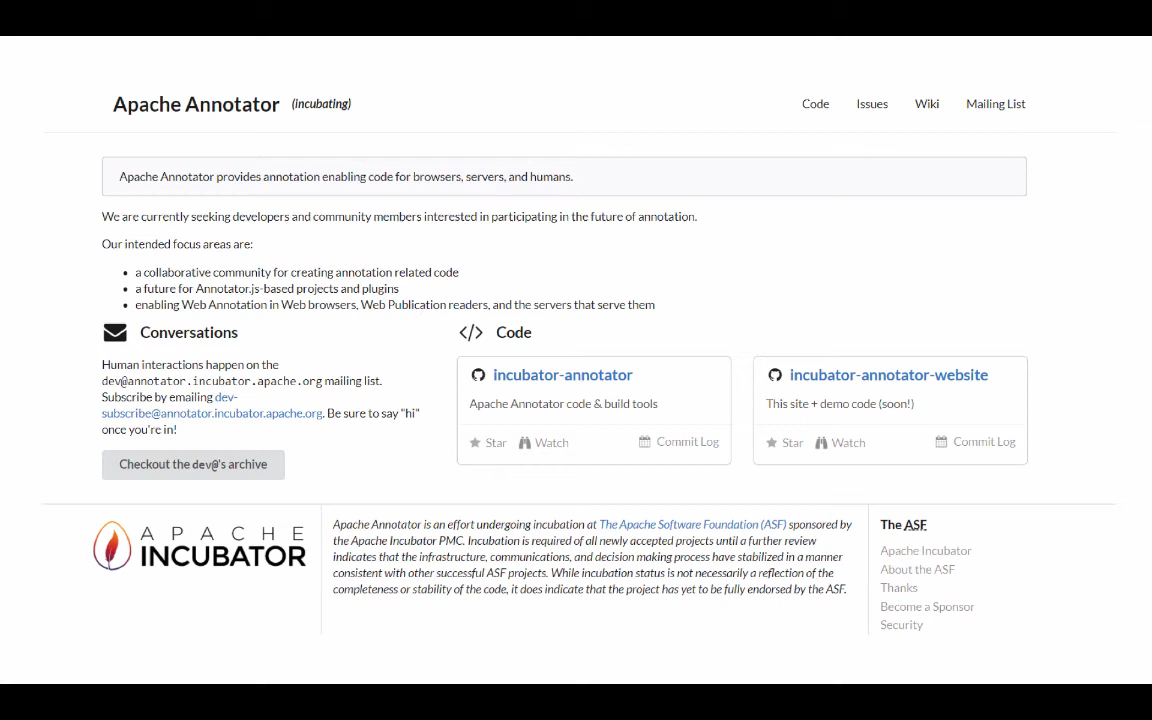 Apache Annotator (incubating)
Code Issues Wiki Mailing List
Apache Annotator provides annotation enabling code for browsers, servers, and humans.
We are currently seeking developers and community members interested in participating in the future of annotation.
Our intended focus areas are:
• a collaborative community for creating annotation related code
• a future for Annotator.js-based projects and plugins
• enabling Web Annotation in Web browsers, Web Publication readers, and the servers that serve them
Conversations
Human interactions happen on the
dev@annotator.incubator.apache.org mailing list.
Subscribe by emailing dev-
subscribe@annotator.incubator.apache.org. Be sure to say "hi"
once you're in!
Checkout the dev@'s archive
</> Code
incubator-annotator
Apache Annotator code & build tools
Star Watch Commit Log
incubator-annotator-website
This site + demo code (soon!)
Star Watch Commit Log
APACHE
INCUBATOR
Apache Annotator is an effort undergoing incubation at The Apache Software Foundation (ASF) sponsored by
the Apache Incubator PMC. Incubation is required of all newly accepted projects until a further review
indicates that the infrastructure, communications, and decision making process have stabilized in a manner
consistent with other successful ASF projects. While incubation status is not necessarily a reflection of the
completeness or stability of the code, it does indicate that the project has yet to be fully endorsed by the ASF.
The ASF
Apache Incubator
About the ASF
Thanks
Become a Sponsor
Security